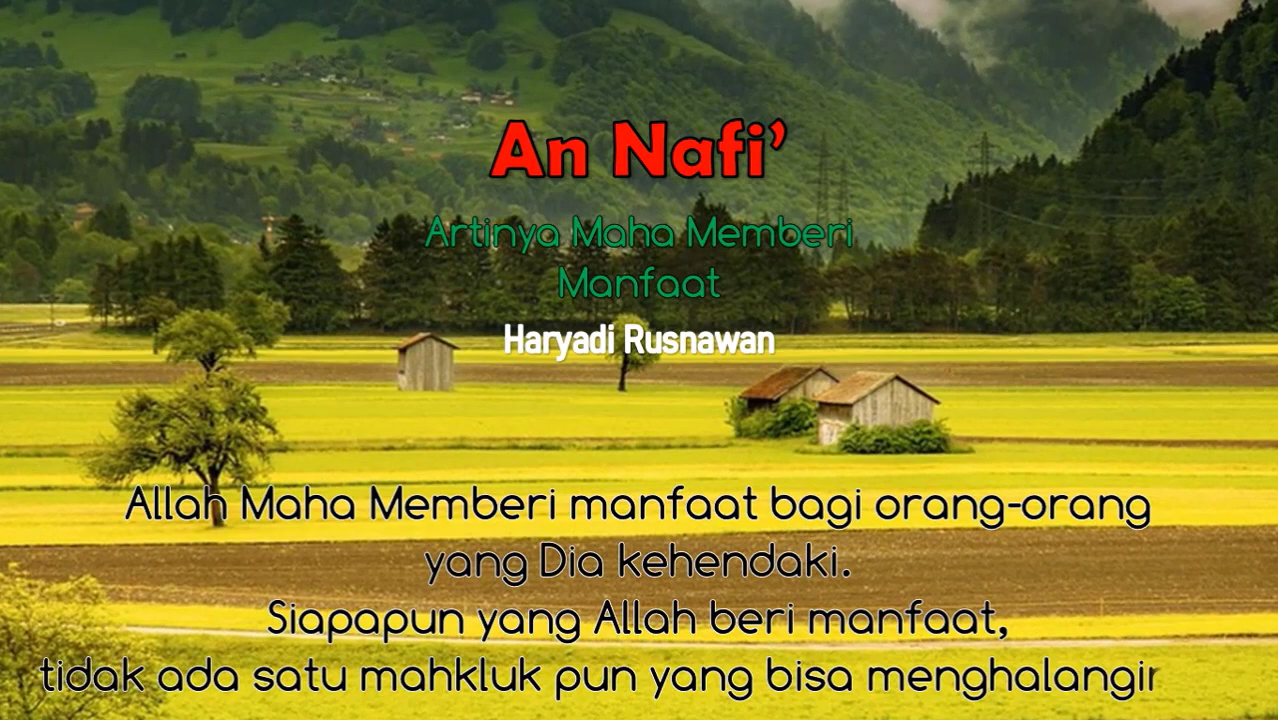 An Nafi’
Artinya Maha Memberi
Manfaat
Haryadi Rusnawan
Allah Maha Memberi manfaat bagi orang-orang
yang Dia kehendaki.
Siapapun yang Allah beri manfaat,
tidak ada satu mahkluk pun yang bisa menghalangir